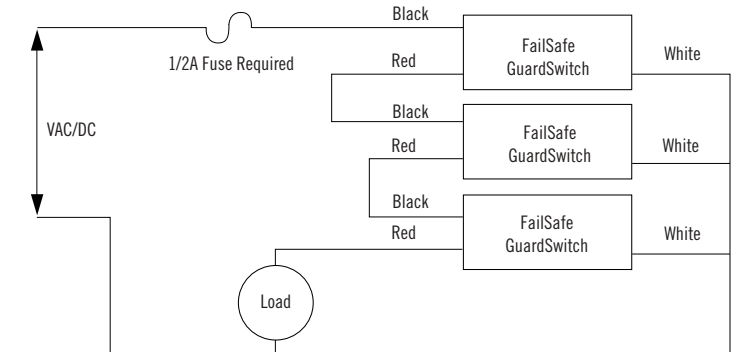 Black
FailSafe
GuardSwitch
White
1/2A Fuse Required
Red
Black
VAC/DC
FailSafe
GuardSwitch
White
Red
Black
FailSafe
GuardSwitch
White
Red
Load